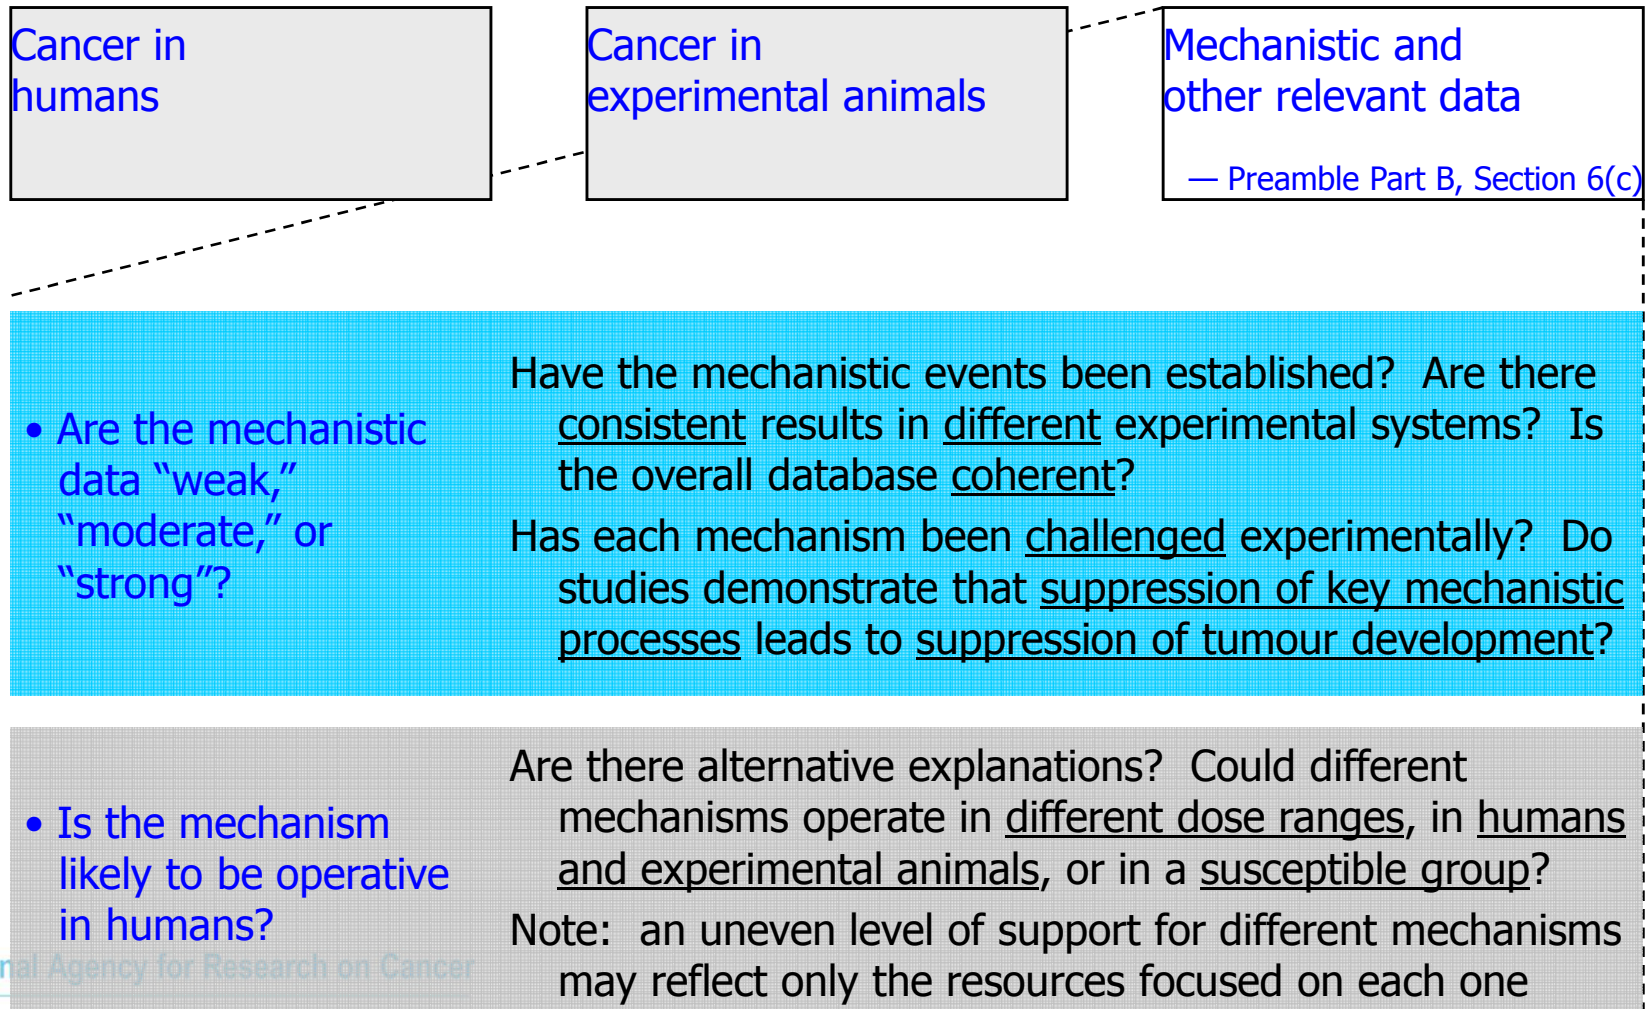 Cancer in
humans
Cancer in
experimental animals
Mechanistic and
other relevant data
— Preamble Part B, Section 6(c)
• Are the mechanistic
data “weak,”
“moderate,” or
“strong”?
Have the mechanistic events been established? Are there
consistent results in different experimental systems? Is
the overall database coherent?
Has each mechanism been challenged experimentally? Do
studies demonstrate that suppression of key mechanistic
processes leads to suppression of tumour development?
• Is the mechanism
likely to be operative
in humans?
Are there alternative explanations? Could different
mechanisms operate in different dose ranges, in humans
and experimental animals, or in a susceptible group?
Note: an uneven level of support for different mechanisms
may reflect only the resources focused on each one
nal Agency for Research on Cancer